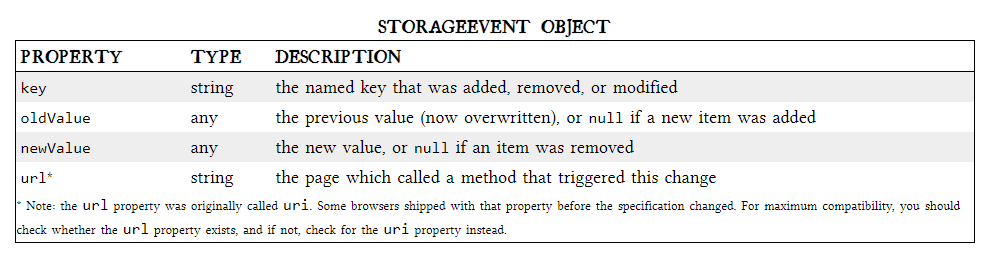 STORAGEEVENT OBJECT
PROPERTY TYPE DESCRIPTION
key string the named key that was added, removed, or modified
oldValue any the previous value (now overwritten), or null if a new item was added
newValue any the new value, or null if an item was removed
url* string the page which called a method that triggered this change
* Note: the url property was originally called uri. Some browsers shipped with that property before the specification changed. For maximum compatibility, you should
check whether the url property exists, and if not, check for the uri property instead.